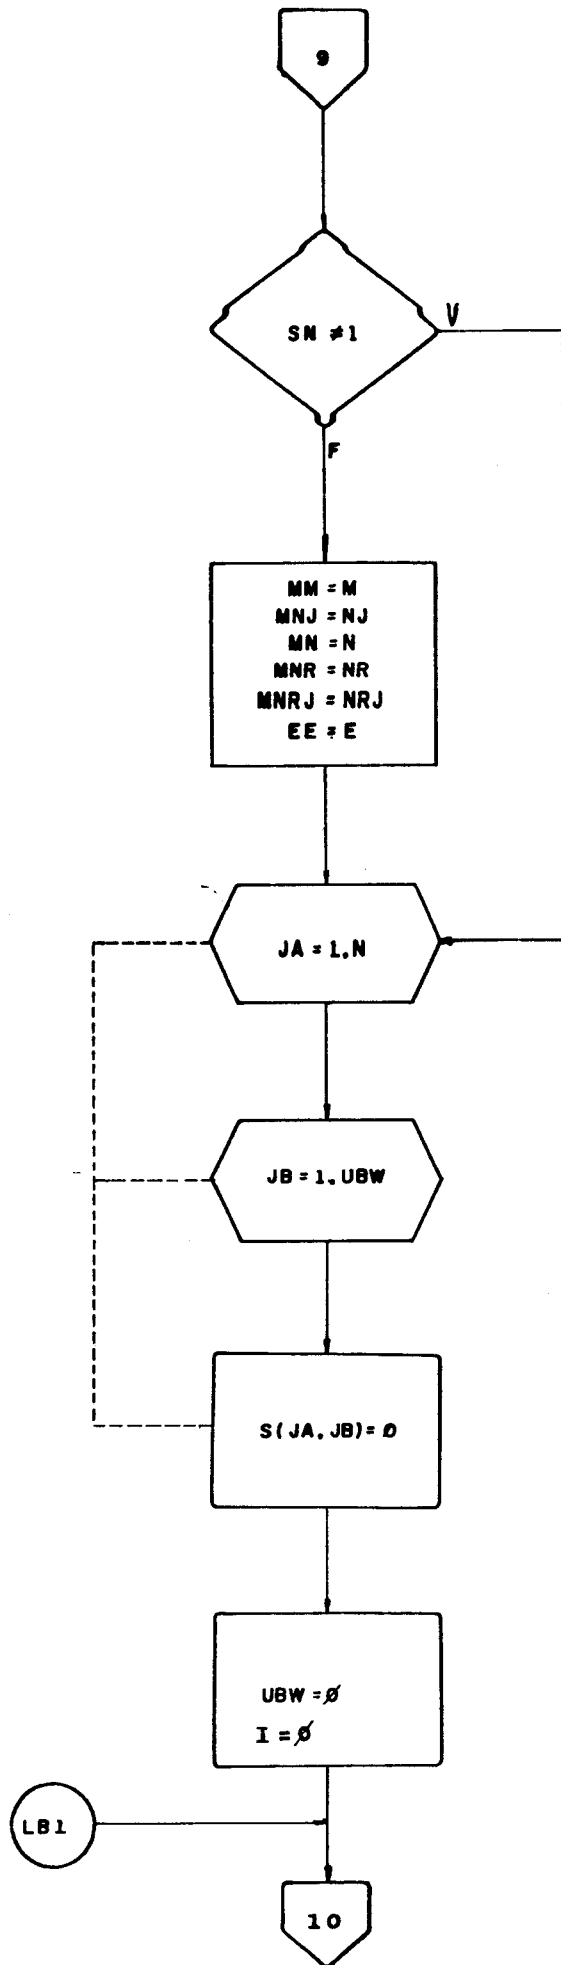 9
SN ≠ 1
V
F
MM = M
MNJ = NJ
MN = N
MNR = NR
MNRJ = NRJ
EE = E
JA = 1, N
JB = 1, UBW
S(JA, JB) = Ø
UBW = Ø
I = Ø
LB1
10